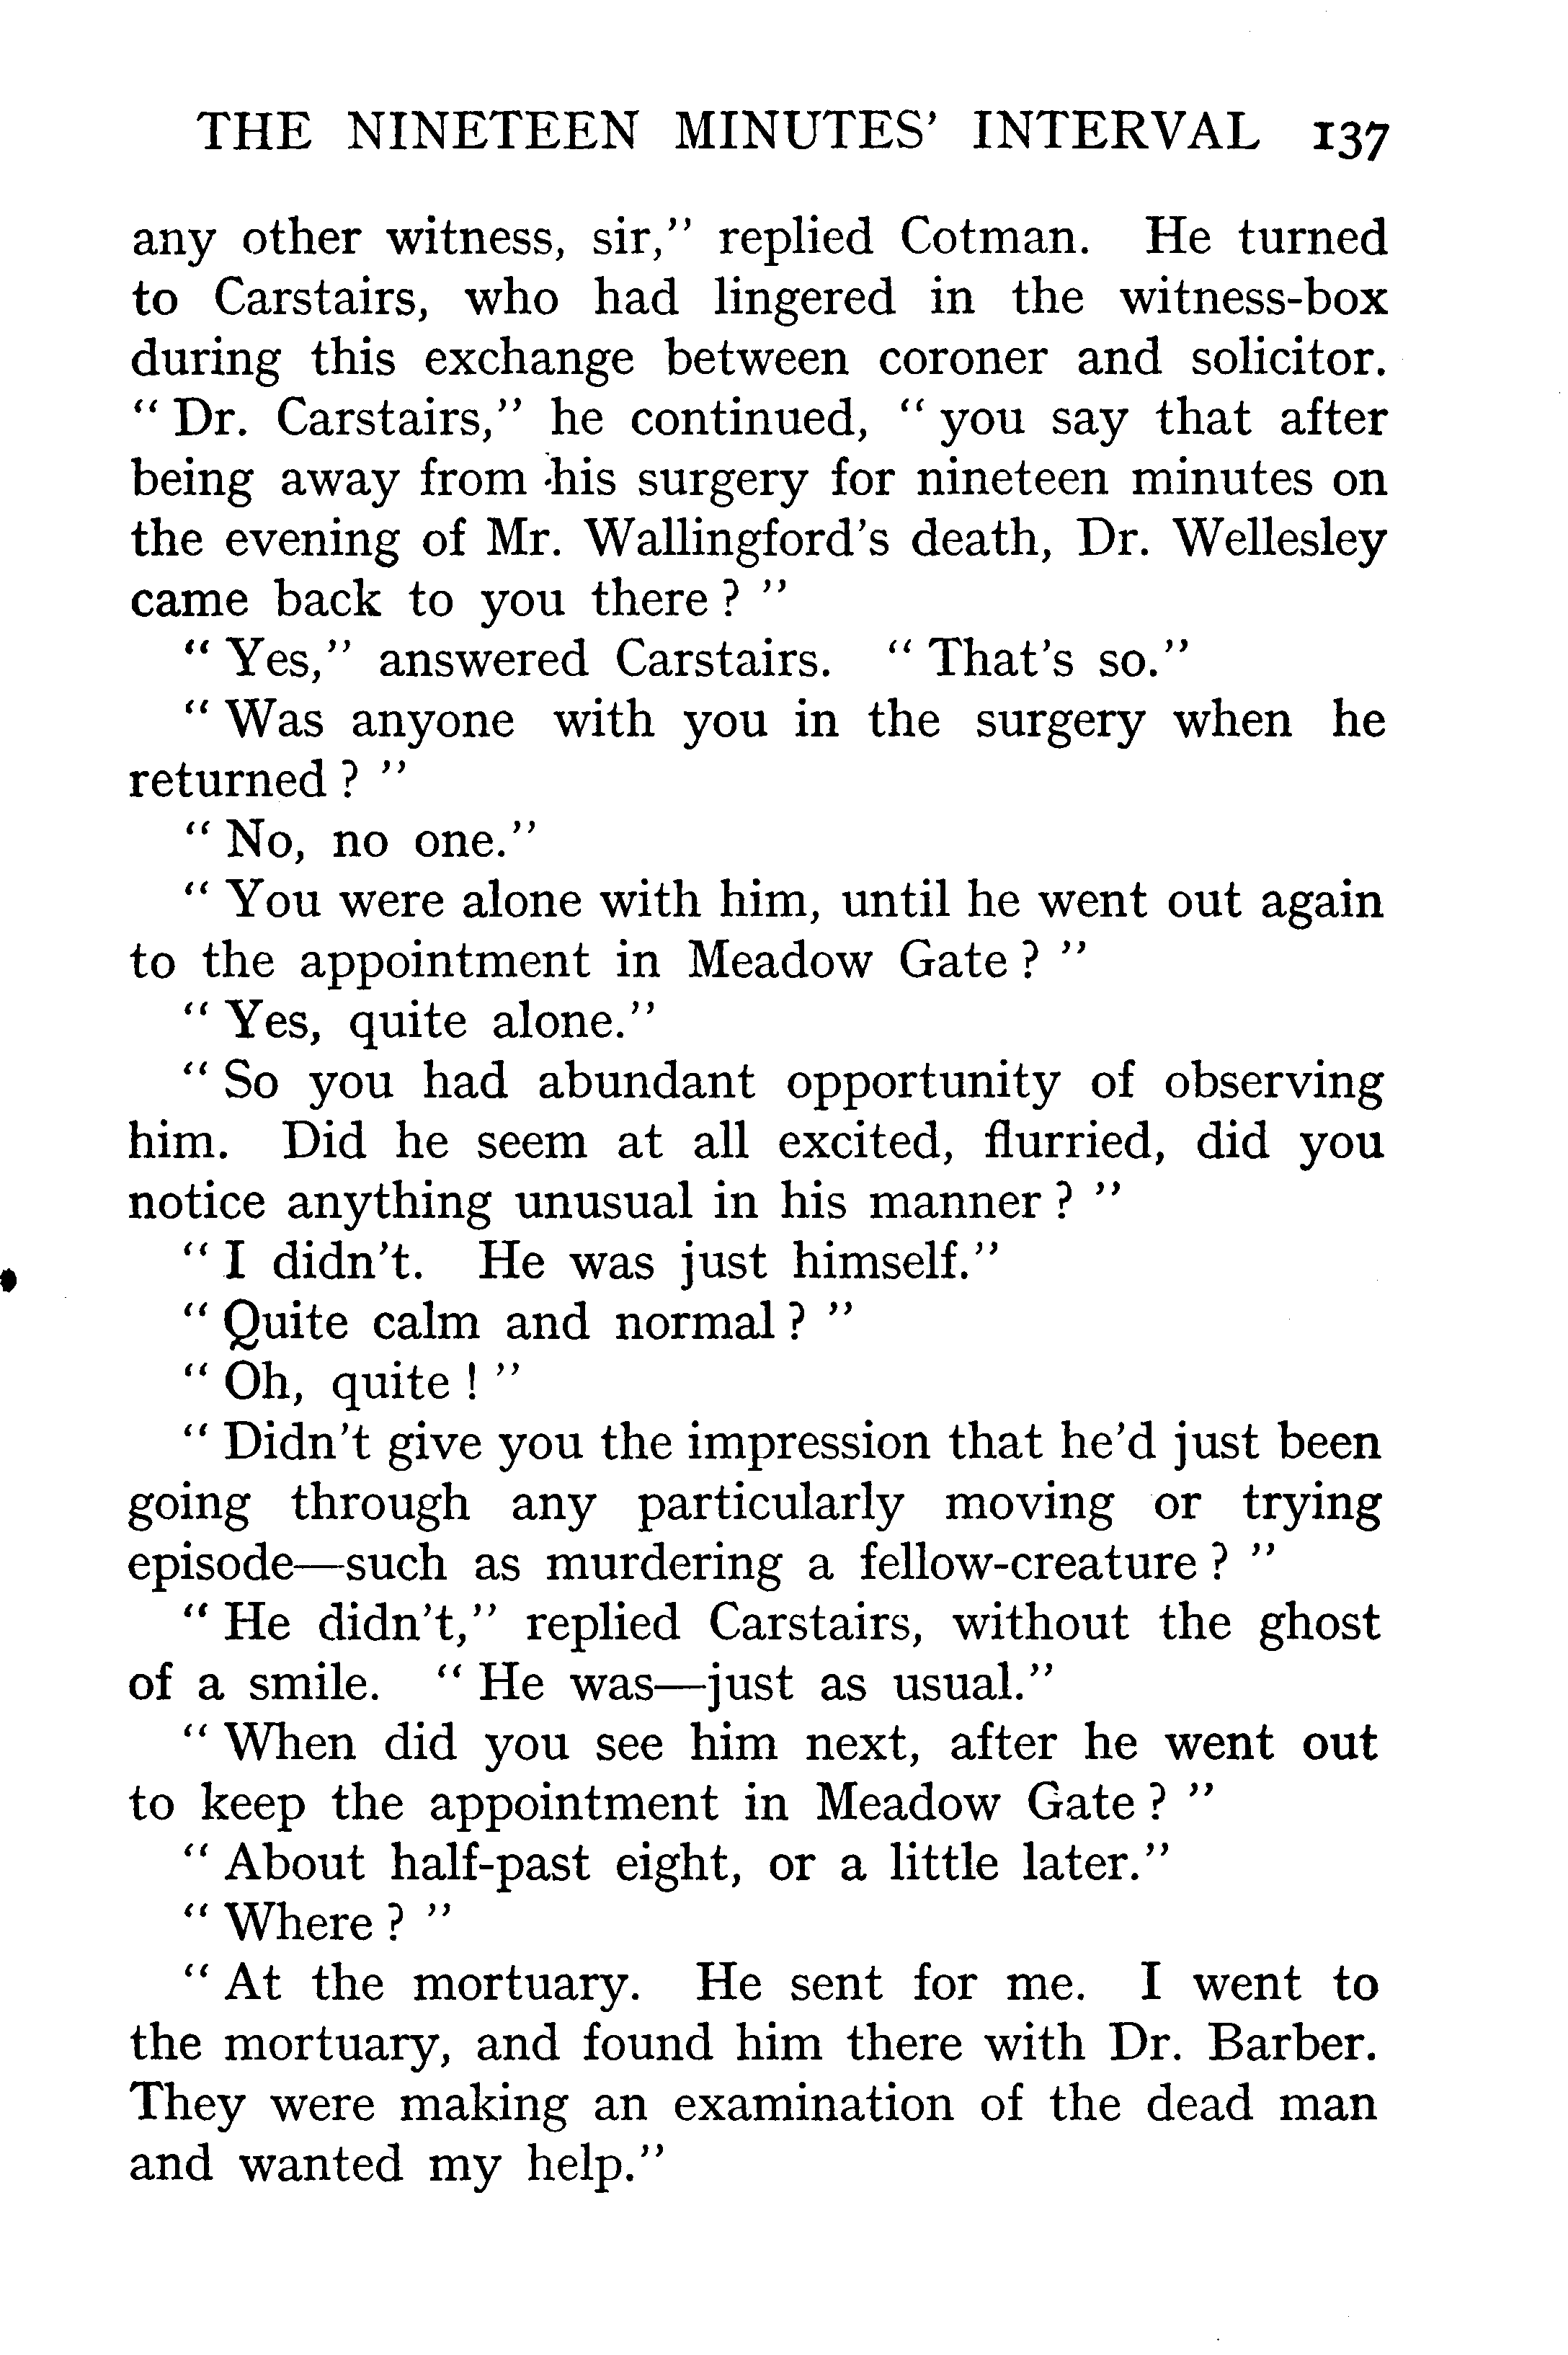 THE NINETEEN MINUTES’ INTERVAL 137
any other witness, sir,” replied Cotman. He turned
to Carstairs, who had lingered in the witness-box
during this exchange between coroner and solicitor.
“ Dr. Carstairs,” he continued, “ you say that after
being away from his surgery for nineteen minutes on
the evening of Mr. Wallingford’s death, Dr. Wellesley
came back to you there ? ”
“ Yes,” answered Carstairs. “ That’s so.”
“ Was anyone with you in the surgery when he
returned ? ”
“ No, no one.”
“ You were alone with him, until he went out again
to the appointment in Meadow Gate ? ”
“ Yes, quite alone.”
“ So you had abundant opportunity of observing
him. Did he seem at all excited, flurried, did you
notice anything unusual in his manner ? ”
“ I didn’t. He was just himself.”
“ Quite calm and normal ? ”
“ Oh, quite ! ”
“ Didn’t give you the impression that he’d just been
going through any particularly moving or trying
episode—such as murdering a fellow-creature ? ”
“ He didn’t,” replied Carstairs, without the ghost
of a smile. “ He was—just as usual.”
“ When did you see him next, after he went out
to keep the appointment in Meadow Gate ? ”
“ About half-past eight, or a little later.”
“ Where ? ”
“ At the mortuary. He sent for me. I went to
the mortuary, and found him there with Dr. Barber.
They were making an examination of the dead man
and wanted my help.”